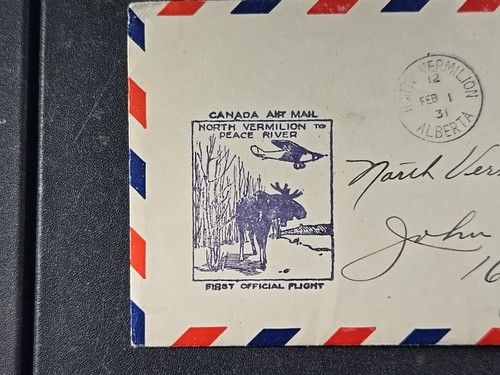 CANADA AIR MAIL
NORTH VERMILION TO
PEACE RIVER
FIRST OFFICIAL FLIGHT
NORTH VERMILION
12
FEB 1
31
ALBERTA
North Ver
John
16